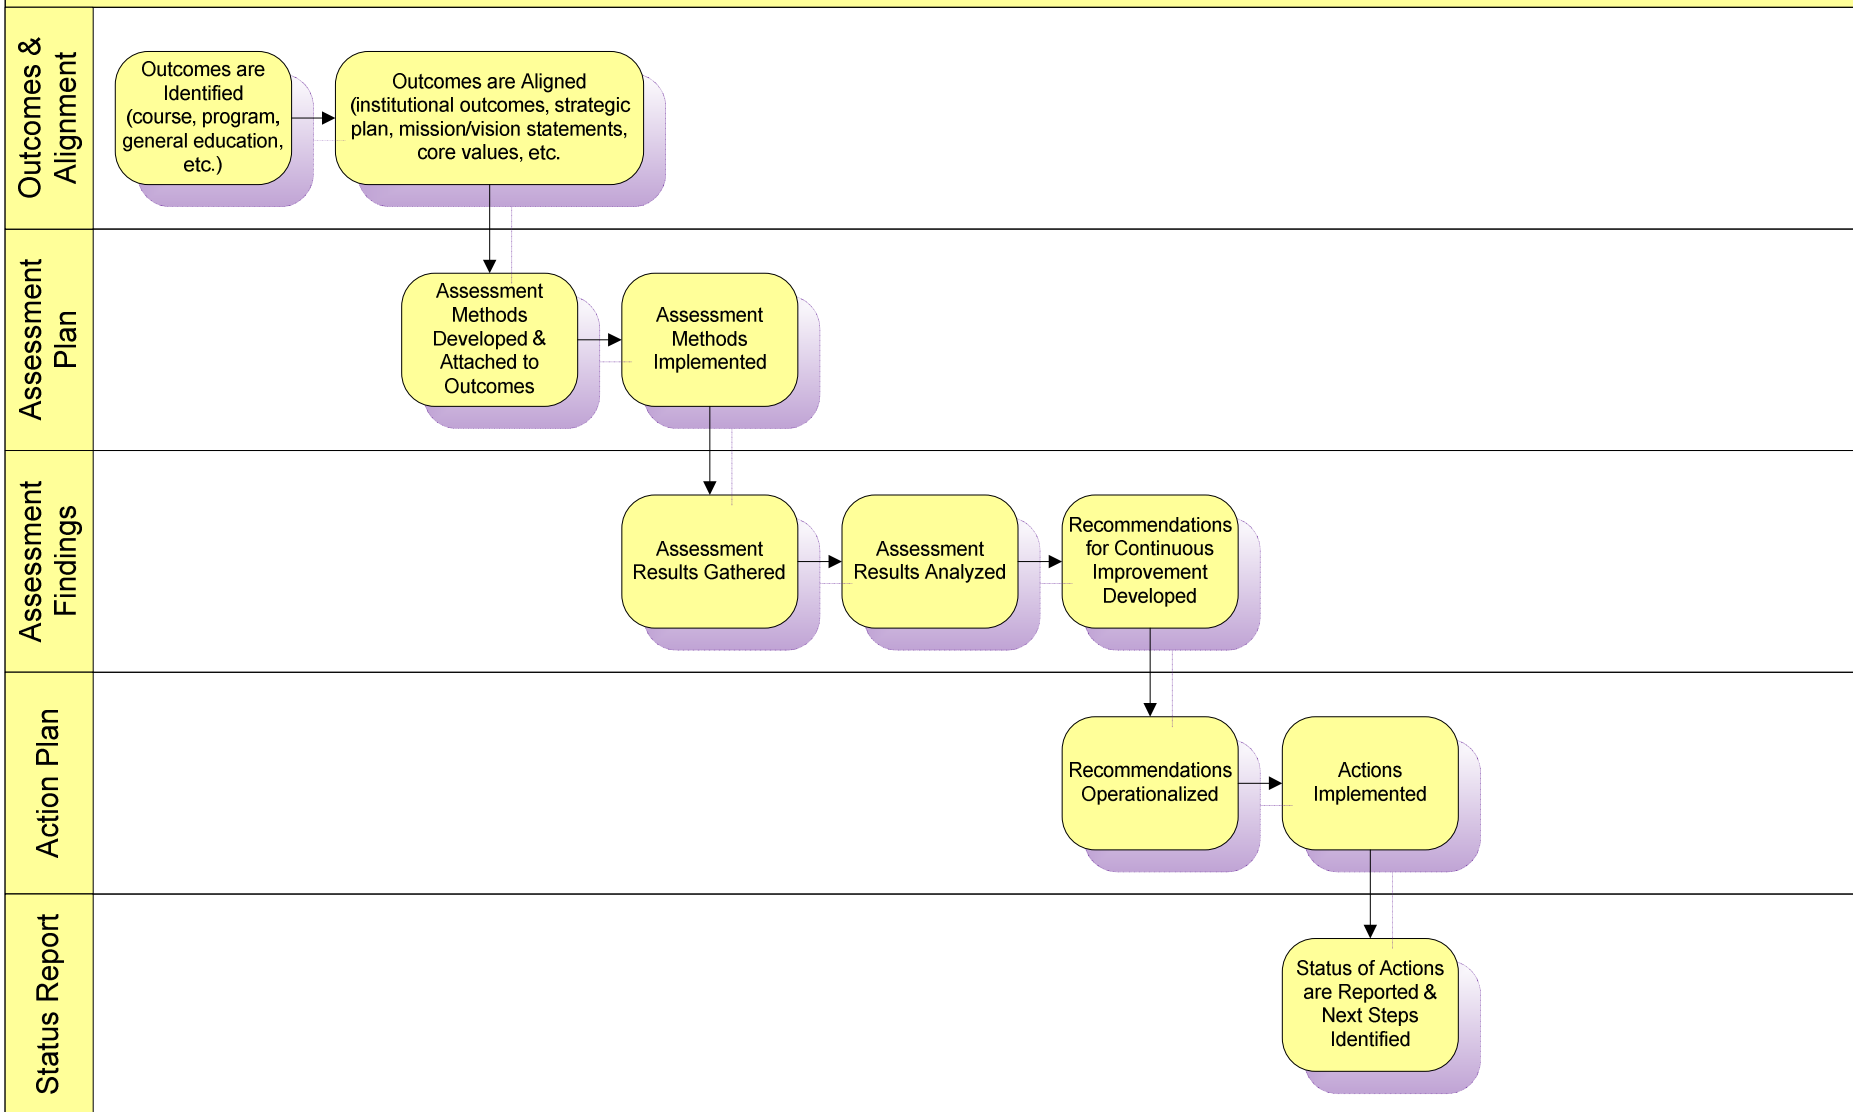 Outcomes &
Alignment
Outcomes are
Identified
(course, program,
general education,
etc.)
Outcomes are Aligned
(institutional outcomes, strategic
plan, mission/vision statements,
core values, etc.
Assessment
Plan
Assessment
Methods
Developed &
Attached to
Outcomes
Assessment
Methods
Implemented
Assessment
Findings
Assessment
Results Gathered
Assessment
Results Analyzed
Recommendations
for Continuous
Improvement
Developed
Action Plan
Recommendations
Operationalized
Actions
Implemented
Status Report
Status of Actions
are Reported &
Next Steps
Identified